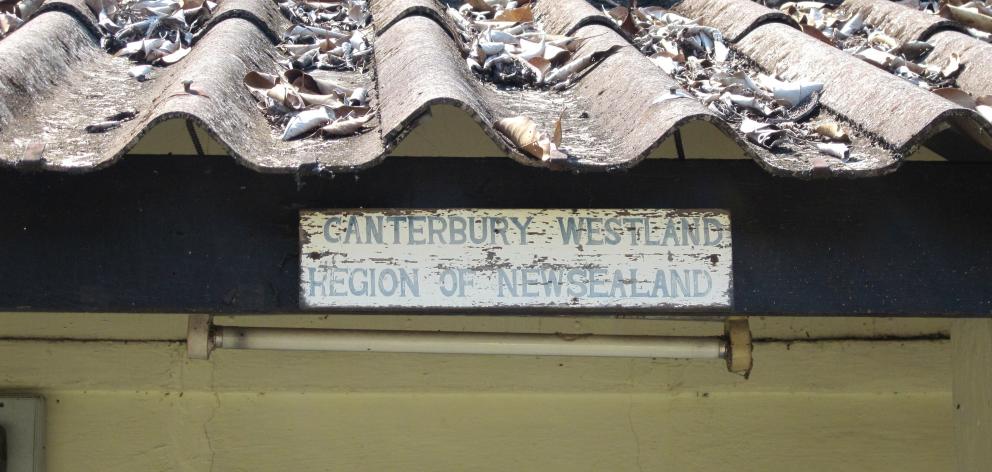 CANTERBURY WESTLAND
REGION OF NEWSEALAND